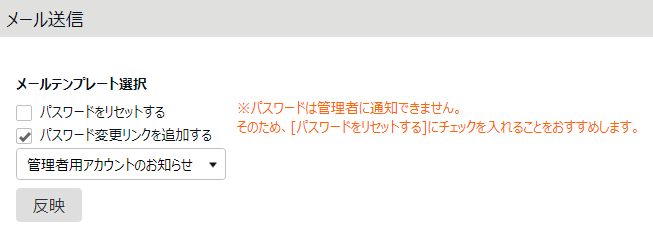 メール送信
メールテンプレート選択
パスワードをリセットする
※パスワードは管理者に通知できません。
パスワード変更リンクを追加する
そのため、[パスワードをリセットする]にチェックを入れることをおすすめします。
管理者用アカウントのお知らせ
反映